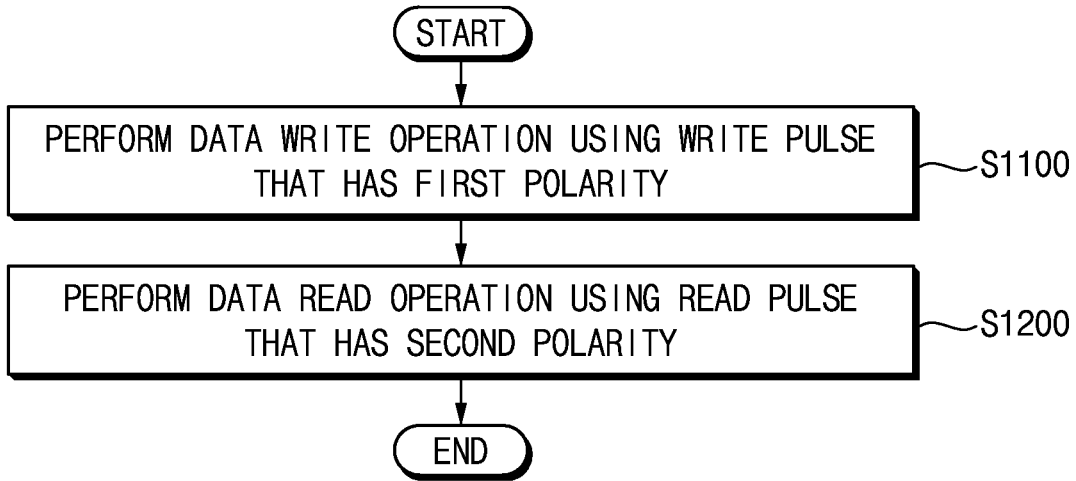 START
PERFORM DATA WRITE OPERATION USING WRITE PULSE
THAT HAS FIRST POLARITY
S1100
PERFORM DATA READ OPERATION USING READ PULSE
THAT HAS SECOND POLARITY
S1200
END